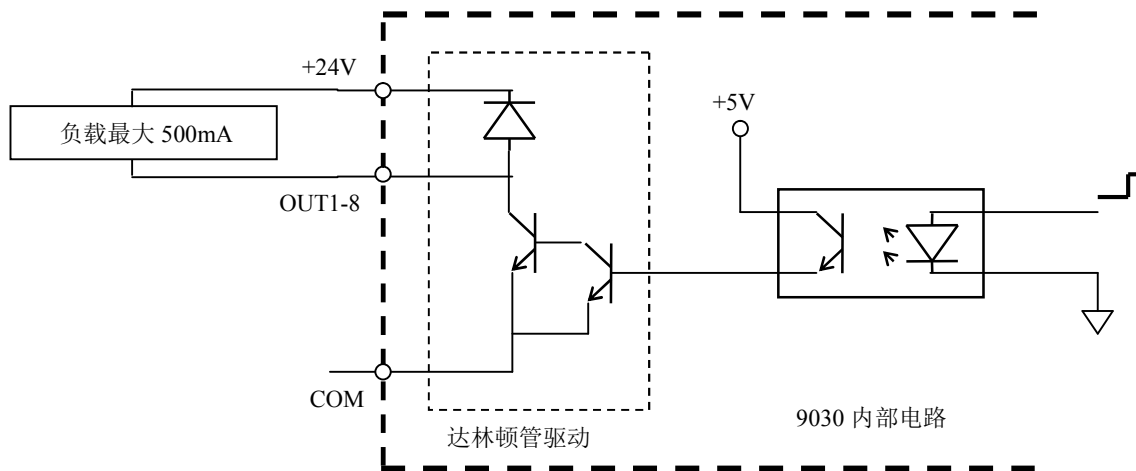 +24V
+5V
负载最大 500mA
OUT1-8
COM
9030 内部电路
达林顿管驱动